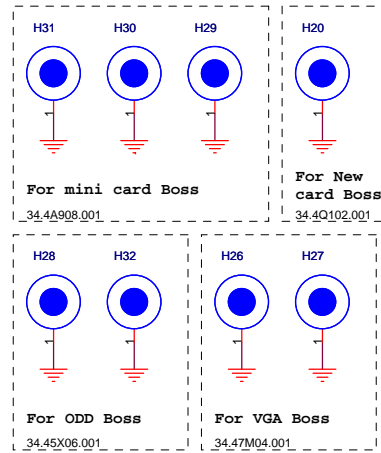 H31 H30 H29
1 1 1
For mini card Boss
34.4A908.001
H20
1
For New
card Boss
34.4Q102.001
H28 H32
1 1
For ODD Boss
34.45X06.001
H26 H27
1 1
For VGA Boss
34.47M04.001